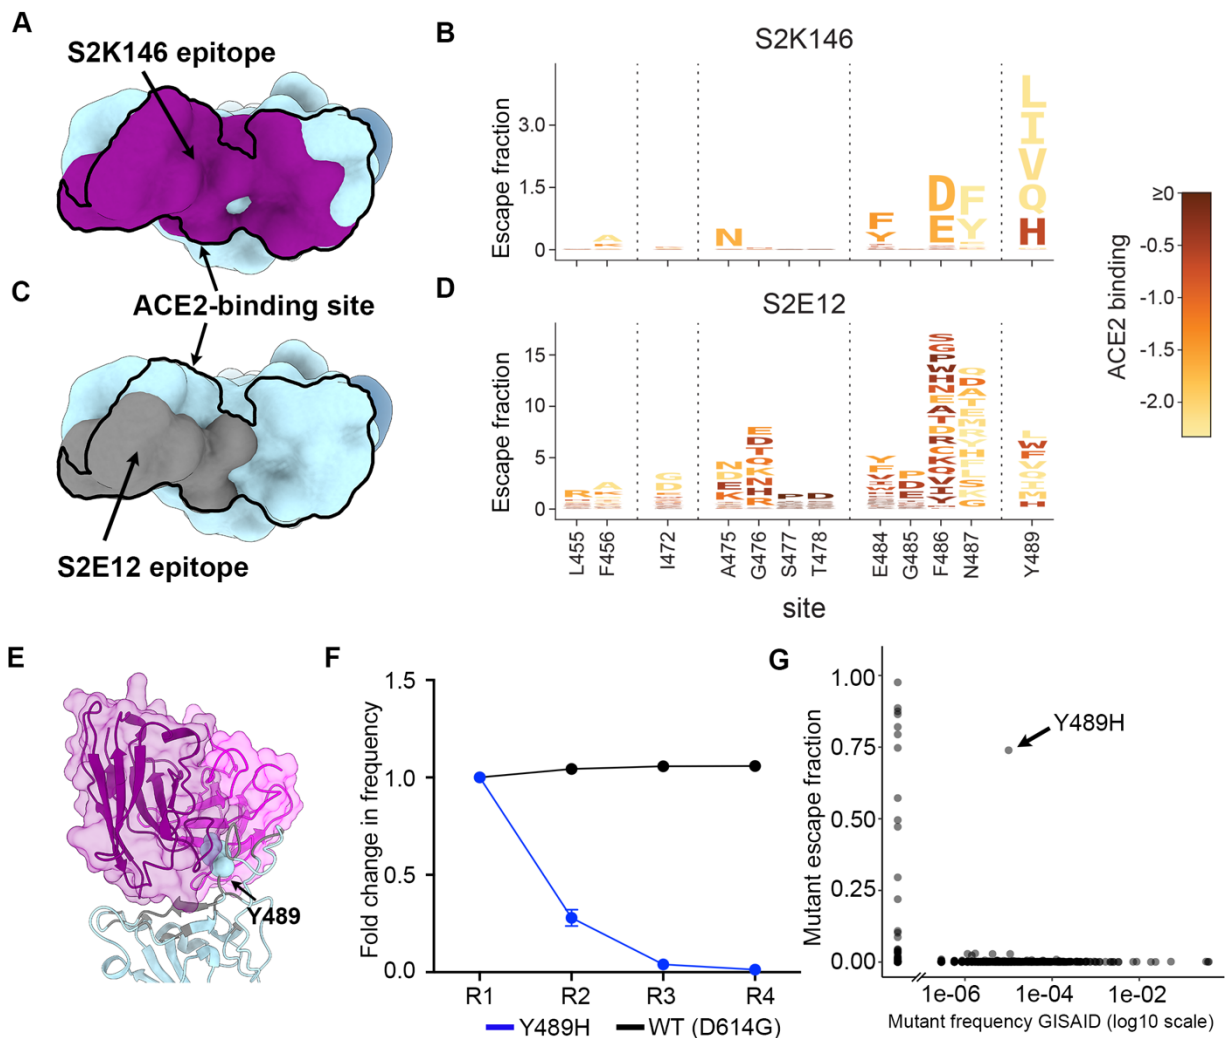 A
S2K146 epitope
C
ACE2-binding site
S2E12 epitope
B
S2K146
Escape fraction
3.0
1.5
0
A
N
F
Y
D
E
F
Y
L
I
V
Q
H
D
S2E12
Escape fraction
15
10
5
0
L455
F456
I472
A475
G476
S477
T478
E484
G485
F486
N487
Y489
site
≥0
-0.5
-1.0
-1.5
-2.0
ACE2 binding
E
Y489
F
Fold change in frequency
1.5
1.0
0.5
0.0
R1
R2
R3
R4
Y489H
WT (D614G)
G
Mutant escape fraction
1.00
0.75
0.50
0.25
0.00
Y489H
1e-06
1e-04
1e-02
Mutant frequency GISAID (log10 scale)